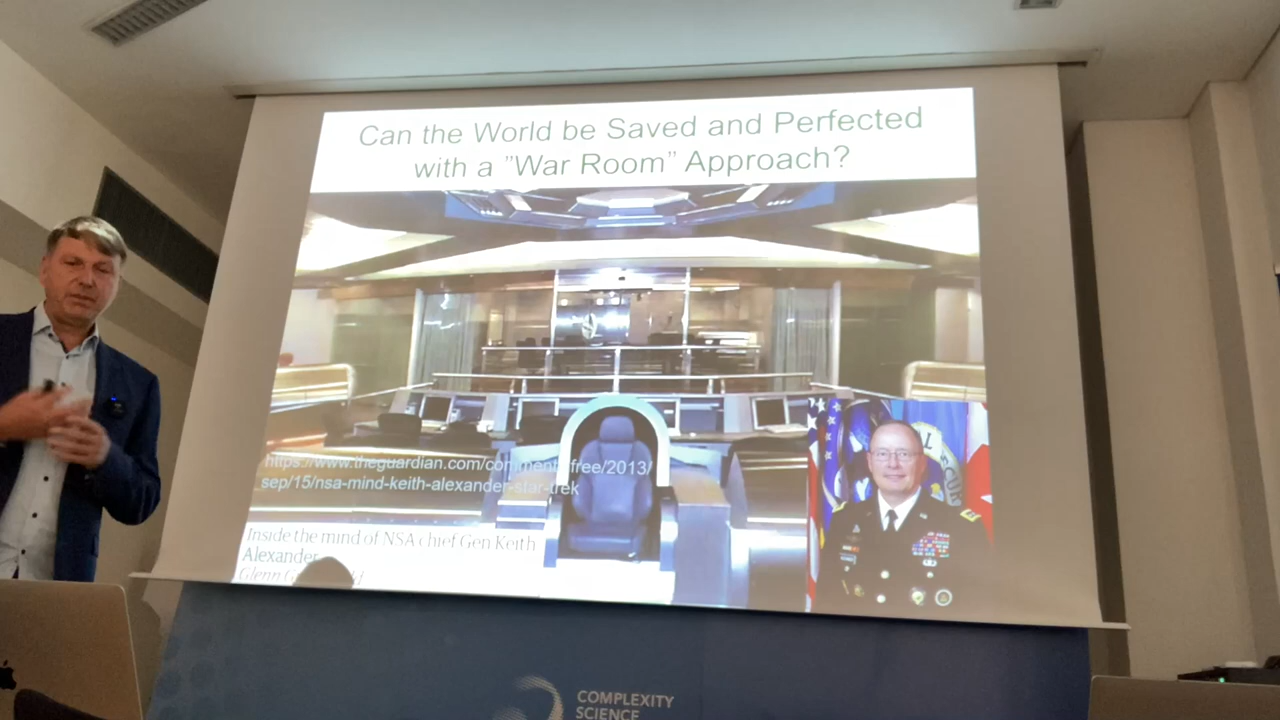 Can the World be Saved and Perfected
with a ”War Room” Approach?
https://www.theguardian.com/commentisfree/2013/
sep/15/nsa-mind-keith-alexander-star-trek
Inside the mind of NSA chief Gen Keith
Alexander
Glenn
COMPLEXITY
SCIENCE